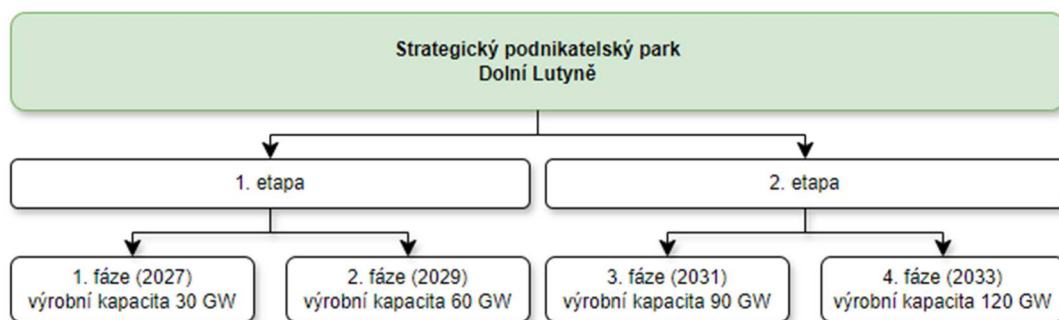 Strategický podnikatelský park
Dolní Lutyně
1. etapa
2. etapa
1. fáze (2027)
výrobní kapacita 30 GW
2. fáze (2029)
výrobní kapacita 60 GW
3. fáze (2031)
výrobní kapacita 90 GW
4. fáze (2033)
výrobní kapacita 120 GW